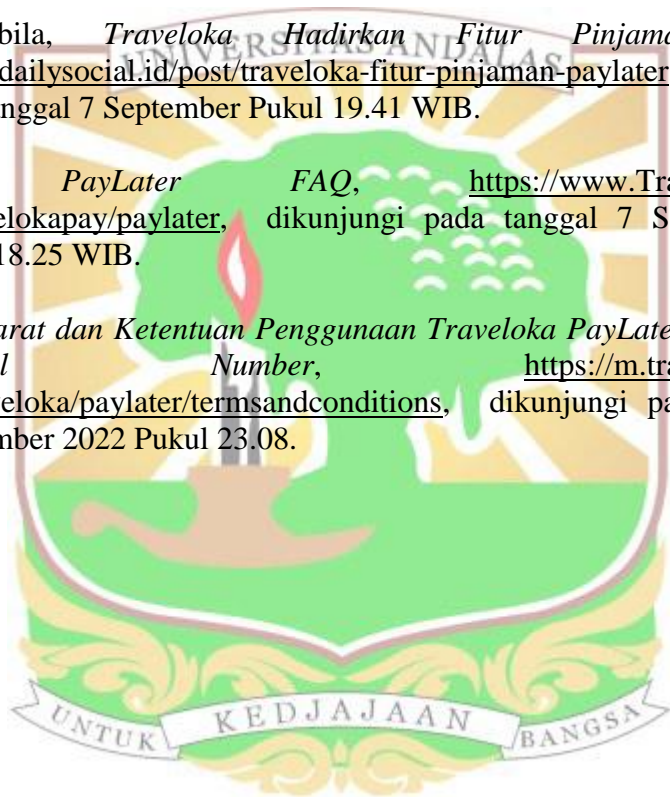 bila, Traveloka Hadirkan Fitur Pinjama
UNIVERSITAS ANDALAS
dailysocial.id/post/traveloka-fitur-pinjaman-paylater
nggal 7 September Pukul 19.41 WIB.
PayLater FAQ, https://www.Tra
elokapay/paylater, dikunjungi pada tanggal 7 S
18.25 WIB.
arat dan Ketentuan Penggunaan Traveloka PayLate
l Number, https://m.tra
veloka/paylater/termsandconditions, dikunjungi pa
mber 2022 Pukul 23.08.
UNTUK KEDJAJAAN BANGSA